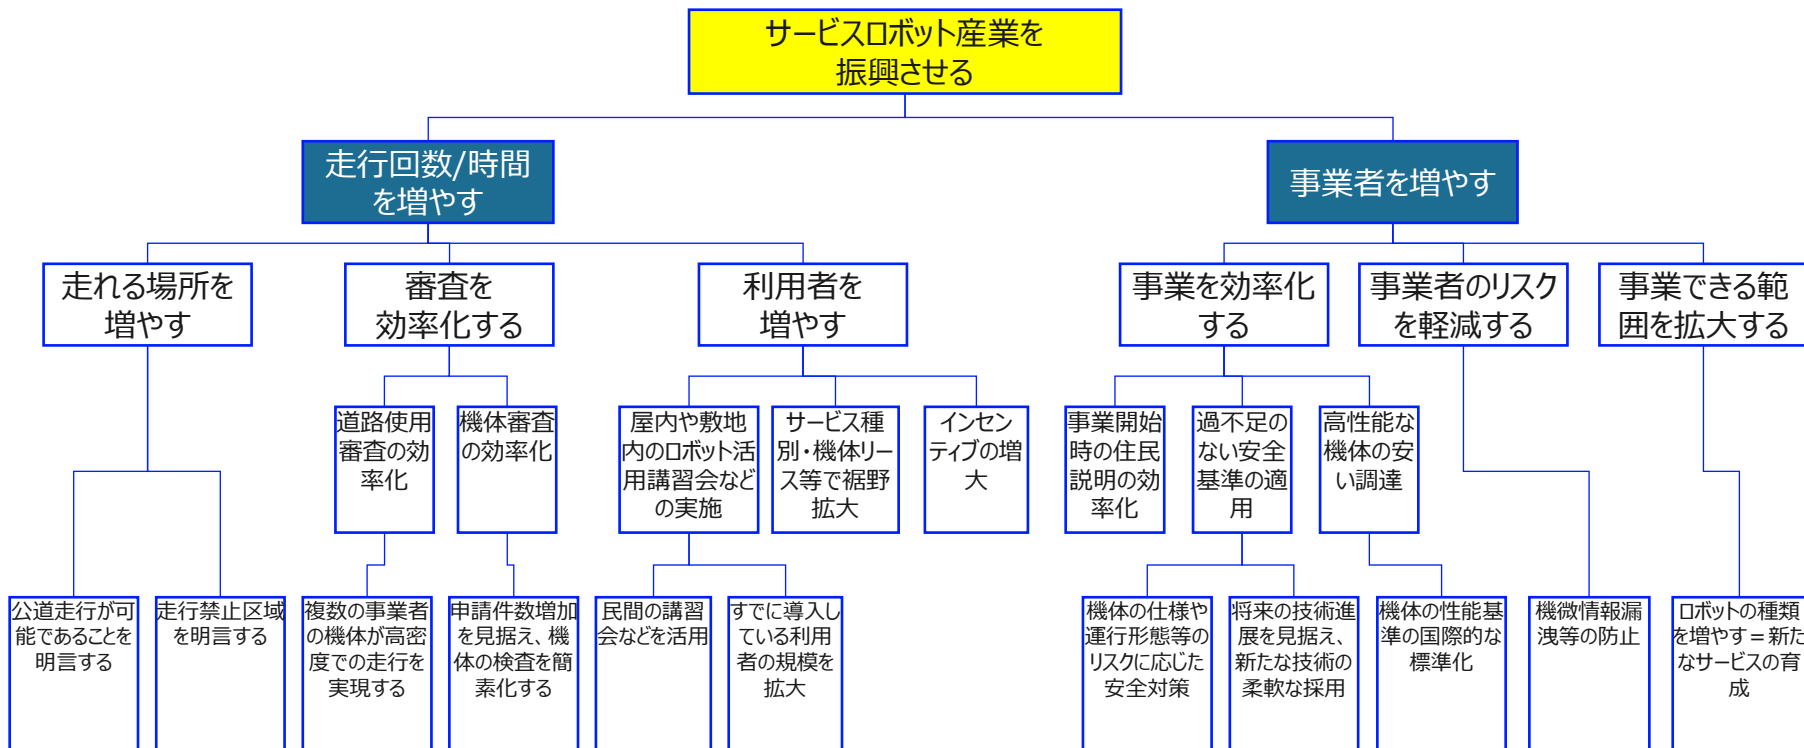 サービスロボット産業を
振興させる
走行回数/時間
を増やす
事業者を増やす
走れる場所を
増やす
審査を
効率化する
利用者を
増やす
事業を効率化
する
事業者のリスク
を軽減する
事業できる範
囲を拡大する
道路使用
審査の効
率化
機体審査
の効率化
屋内や敷地
内のロボット活
用講習会など
の実施
サービス種
別・機体リー
ス等で裾野
拡大
インセン
ティブの増
大
事業開始
時の住民
説明の効
率化
過不足の
ない安全
基準の適
用
高性能な
機体の安
い調達
公道走行が可
能であることを
明言する
走行禁止区域
を明言する
複数の事業者
の機体が高密
度での走行を
実現する
申請件数増加
を見据え、機
体の検査を簡
素化する
民間の講習
会などを活用
すでに導入し
ている利用
者の規模を
拡大
機体の仕様や
運行形態等の
リスクに応じた
安全対策
将来の技術進
展を見据え、
新たな技術の
柔軟な採用
機体の性能基
準の国際的な
標準化
機微情報漏
洩等の防止
ロボットの種類
を増やす＝新た
なサービスの育
成